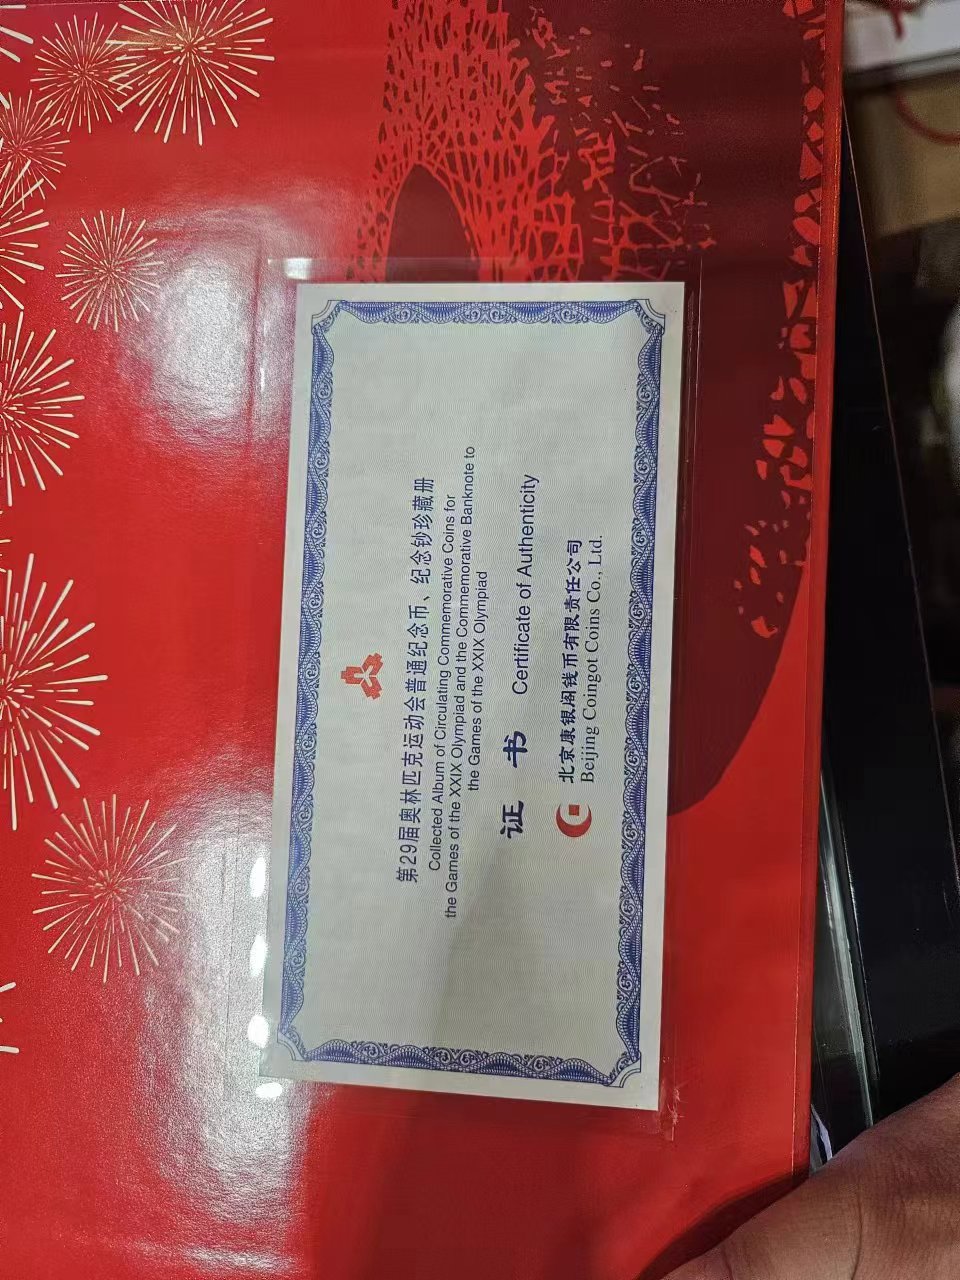 第29届奥林匹克运动会普通纪念币、纪念钞珍藏册
Collected Album of Circulating Commemorative Coins for
the Games of the XXIX Olympiad and the Commemorative Banknote to
the Games of the XXIX Olympiad
证 书 Certificate of Authenticity
北京康银阁钱币有限责任公司
Beijing Coingot Coins Co., Ltd.